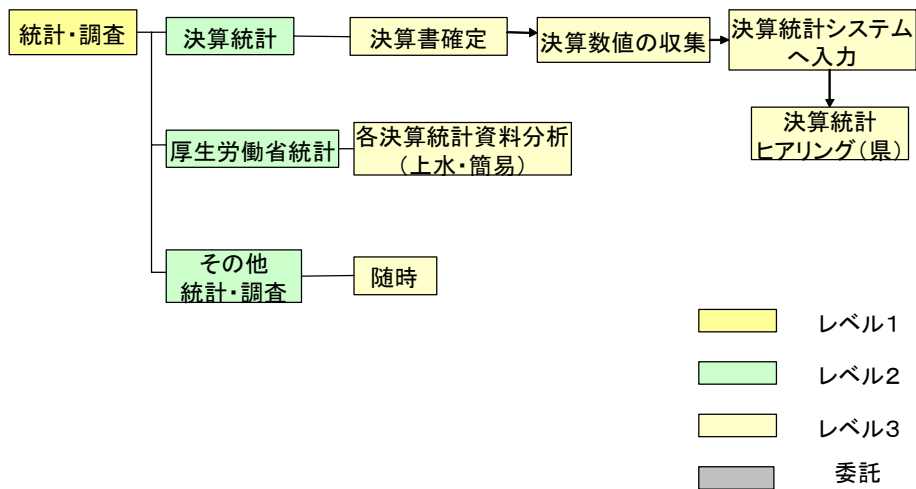 統計・調査
決算統計
決算書確定
決算数値の収集
決算統計システム
へ入力
決算統計
ヒアリング(県)
厚生労働省統計
各決算統計資料分析
(上水・簡易)
その他
統計・調査
随時
レベル1
レベル2
レベル3
委託